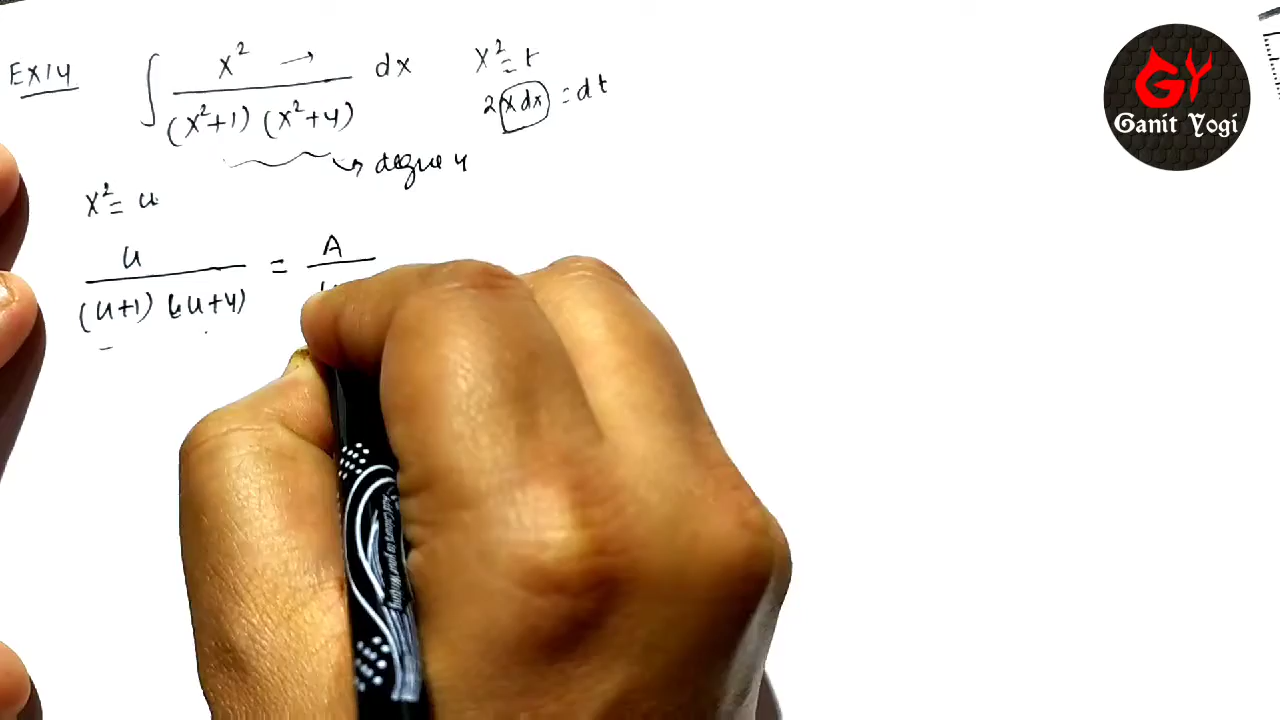 Ex14 ∫ x² → / (x²+1) (x²+4) dx
x² = t
2 x dx = dt
degree 4
x² = u
u / (u+1) (u+4) = A /
GY
Ganit Yogi